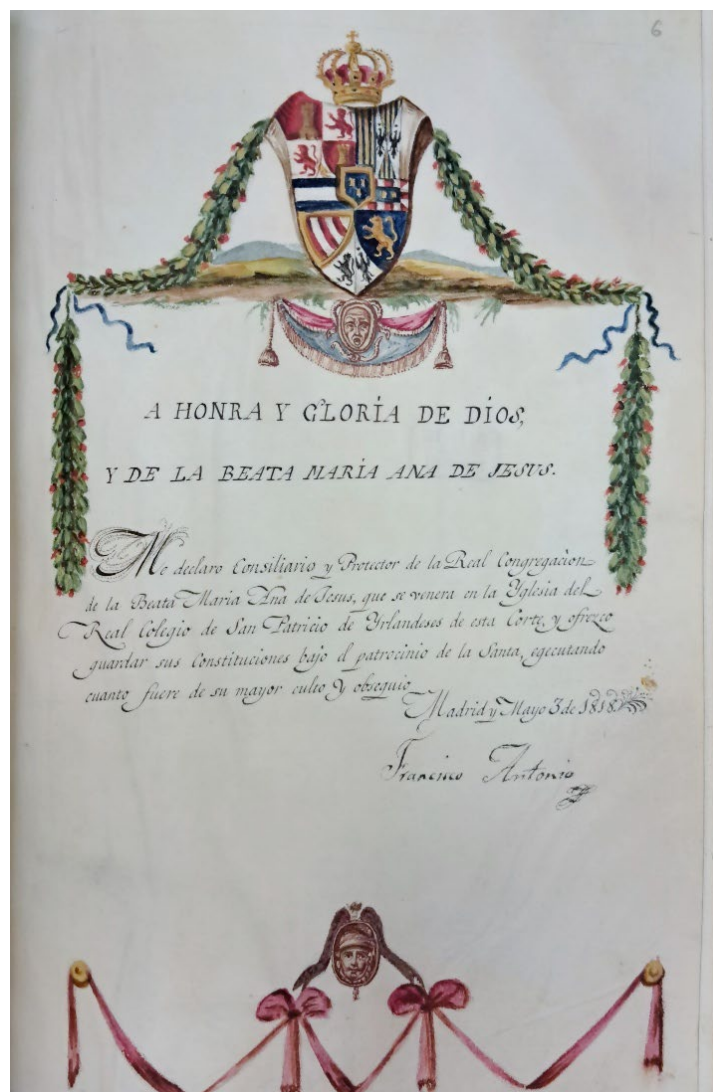 6
A HONRA Y GLORÍA DE DÍOS,
Y DE LA BEATA MARÍA ANA DE JESUS.
Me declaro Consiliario y Protector de la Real Congregacion
de la Beata Maria Ana de Jesus, que se venera en la Yglesia del
Real Colegio de San Patricio de Yrlandeses de esta Corte, y ofrezco
guardar sus Constituciones bajo el patrocinio de la Santa, egecutando
cuanto fuere de su mayor culto y obsequio
Madrid y Mayo 3 de 1818
Francisco Antonio